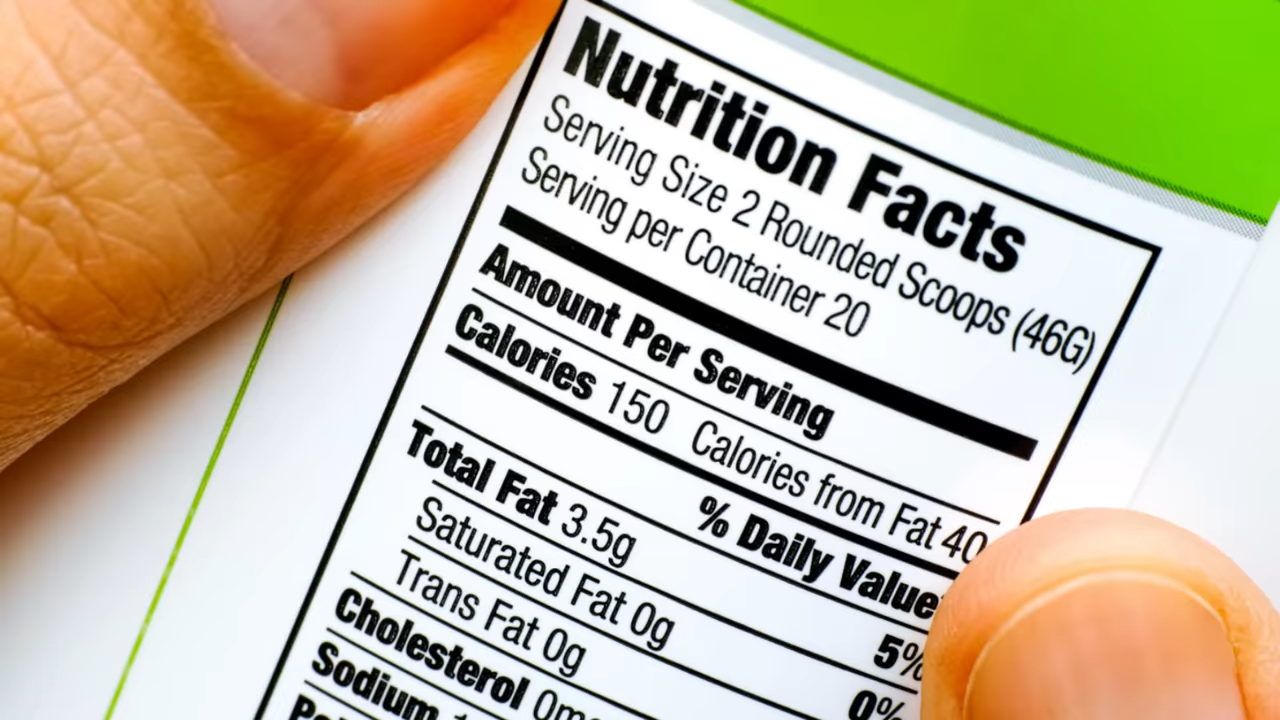 Nutrition Facts
Serving Size 2 Rounded Scoops (46G)
Serving per Container 20
Amount Per Serving
Calories 150 Calories from Fat 40
% Daily Value
Total Fat 3.5g 5%
Saturated Fat 0g 0%
Trans Fat 0g
Cholesterol
Sodium